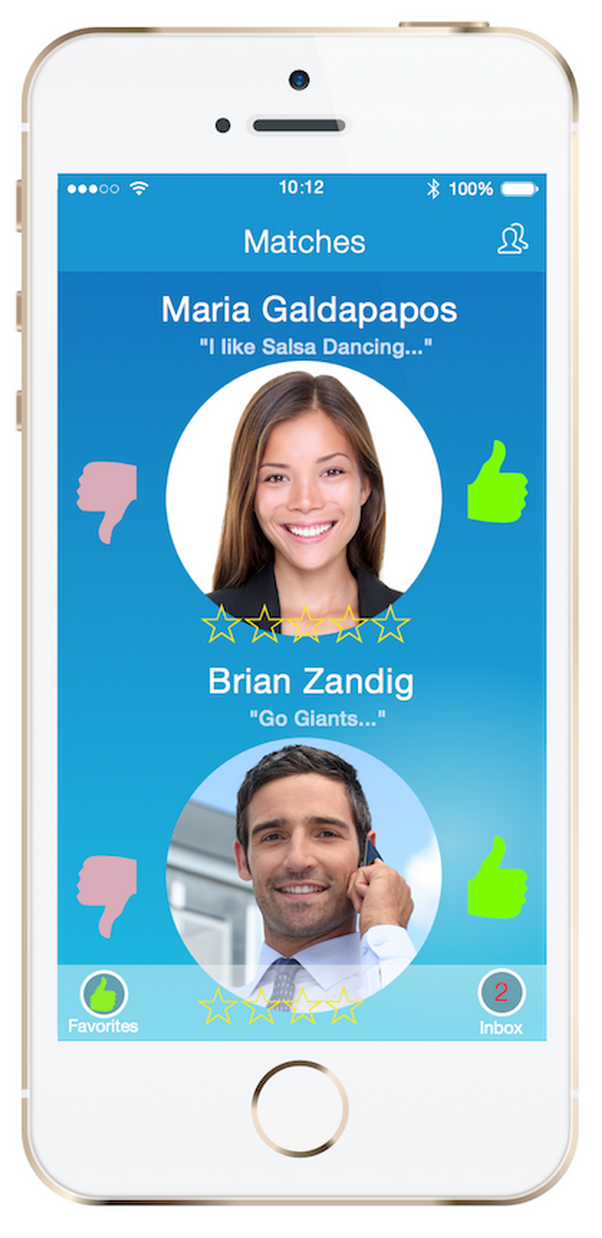 10:12
100%
Matches
Maria Galdapapos
"I like Salsa Dancing..."
Brian Zandig
"Go Giants..."
2
Favorites
Inbox